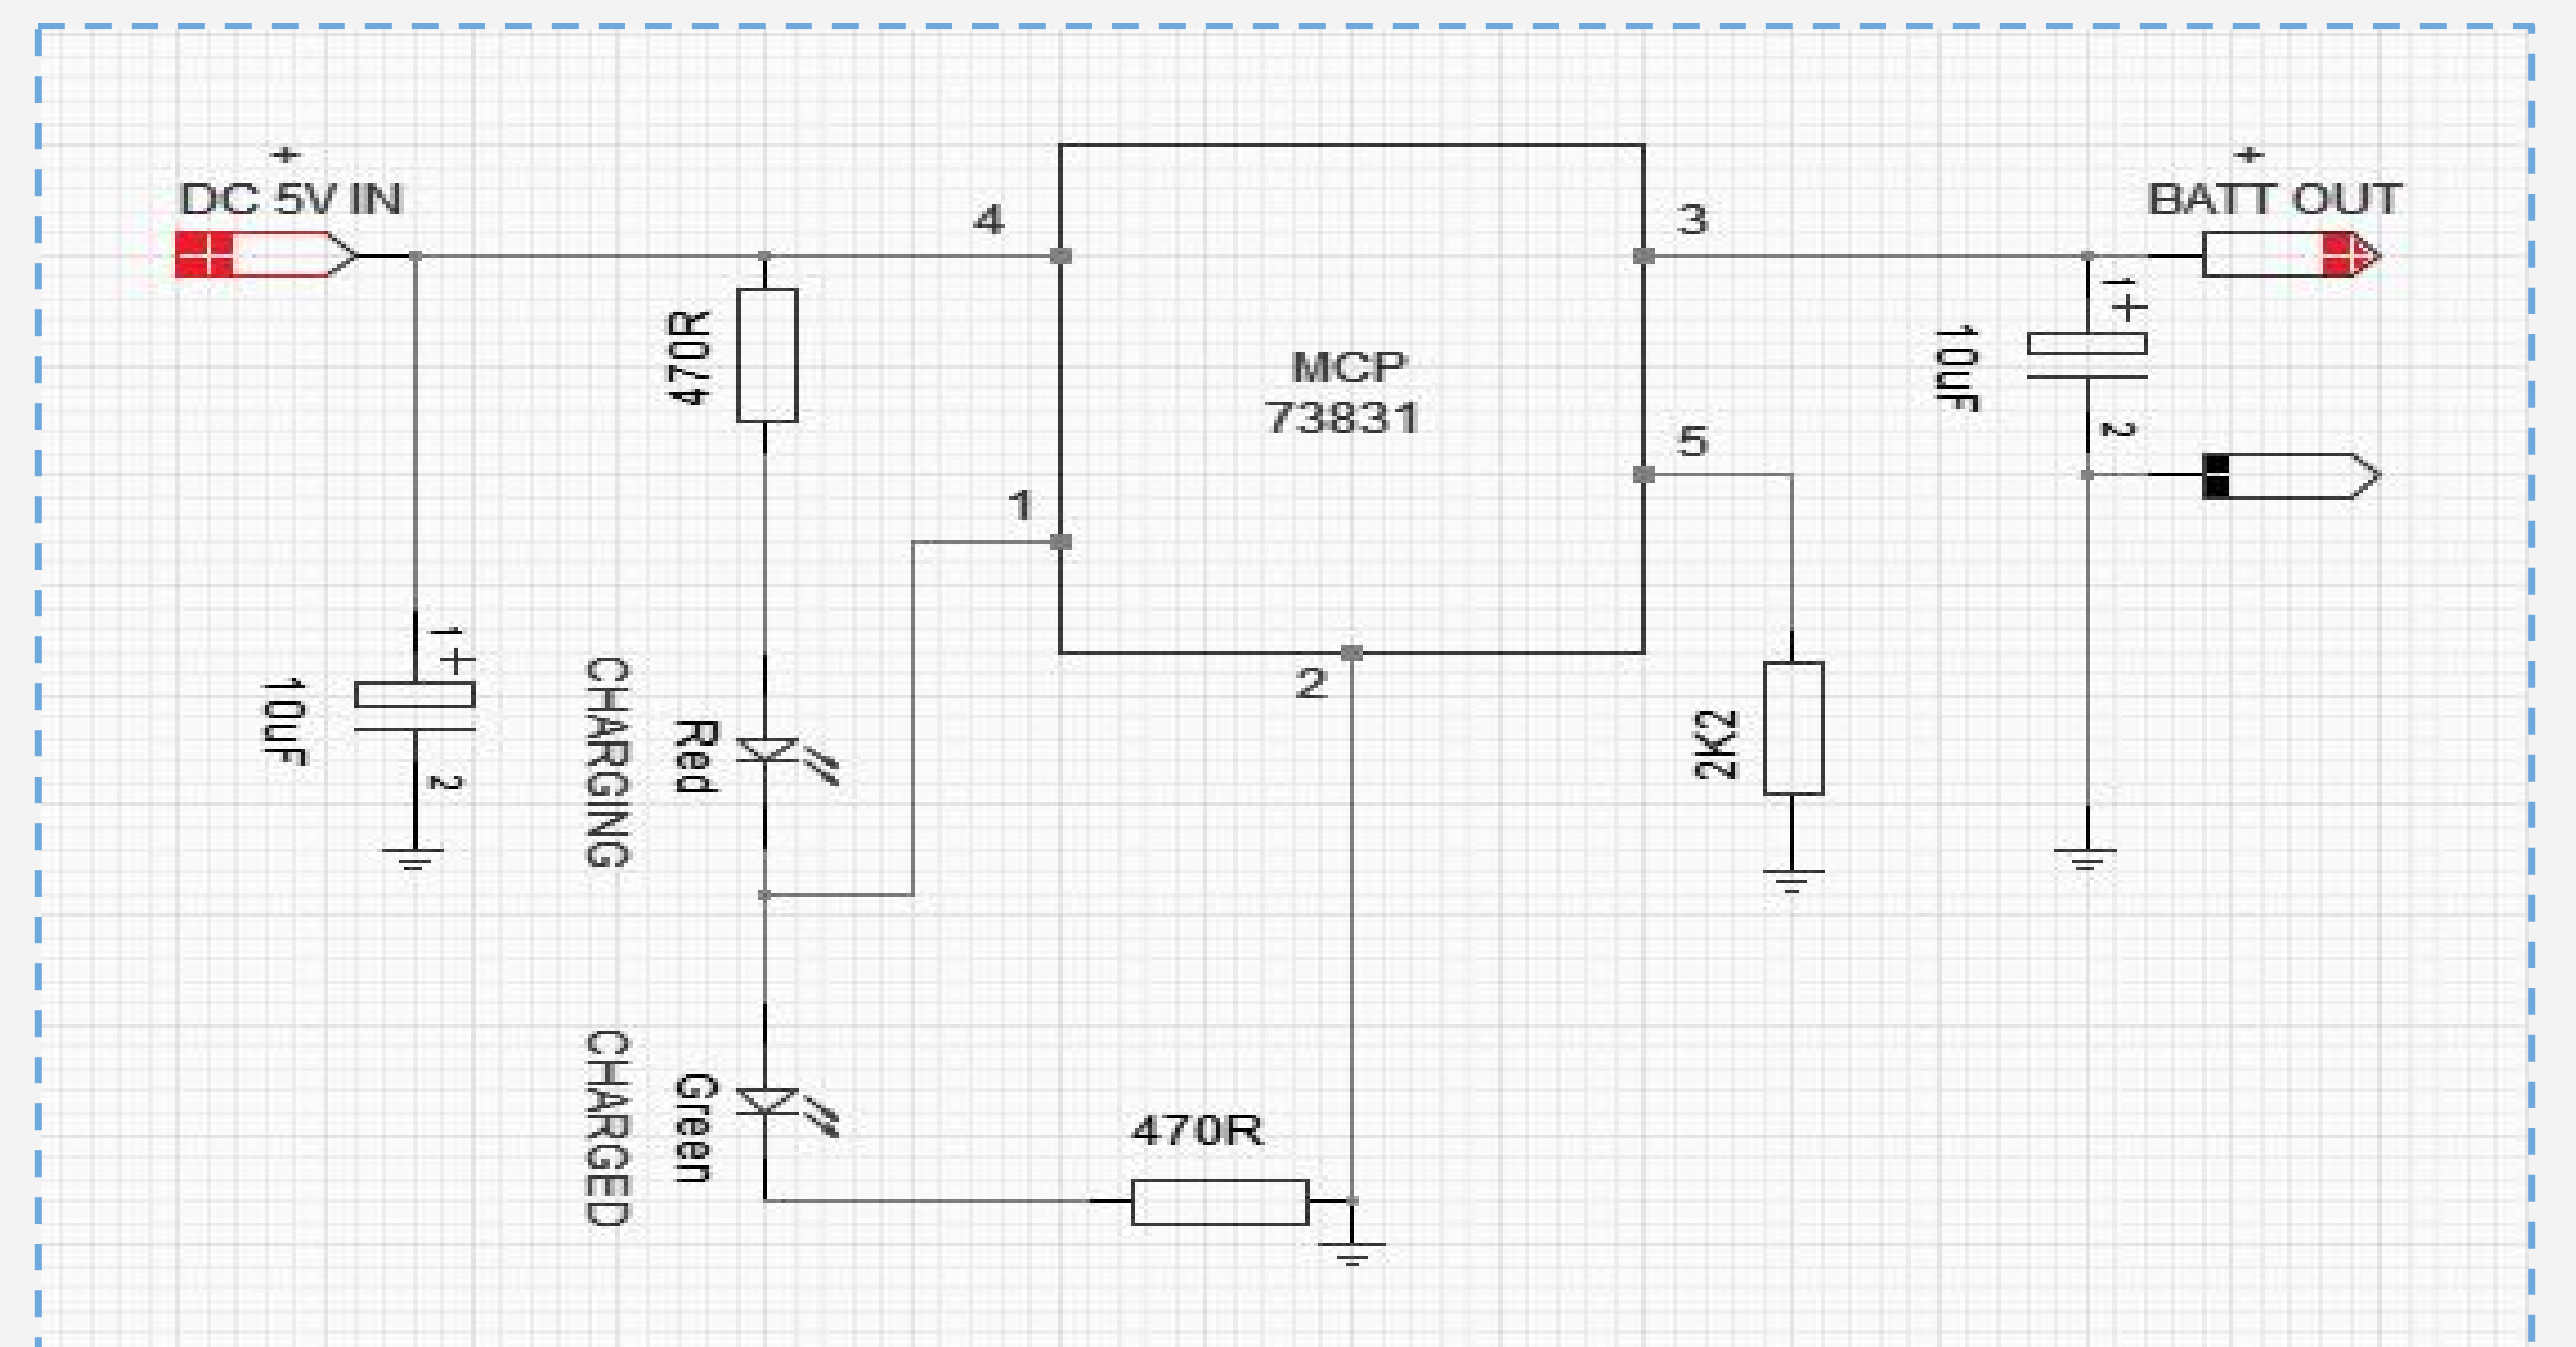 +
DC 5V IN
+
BATT OUT
4
3
1
+
10uF
2
470R
MCP
73831
5
1
2
1
+
10uF
2
CHARGING
Red
2K2
CHARGED
Green
470R